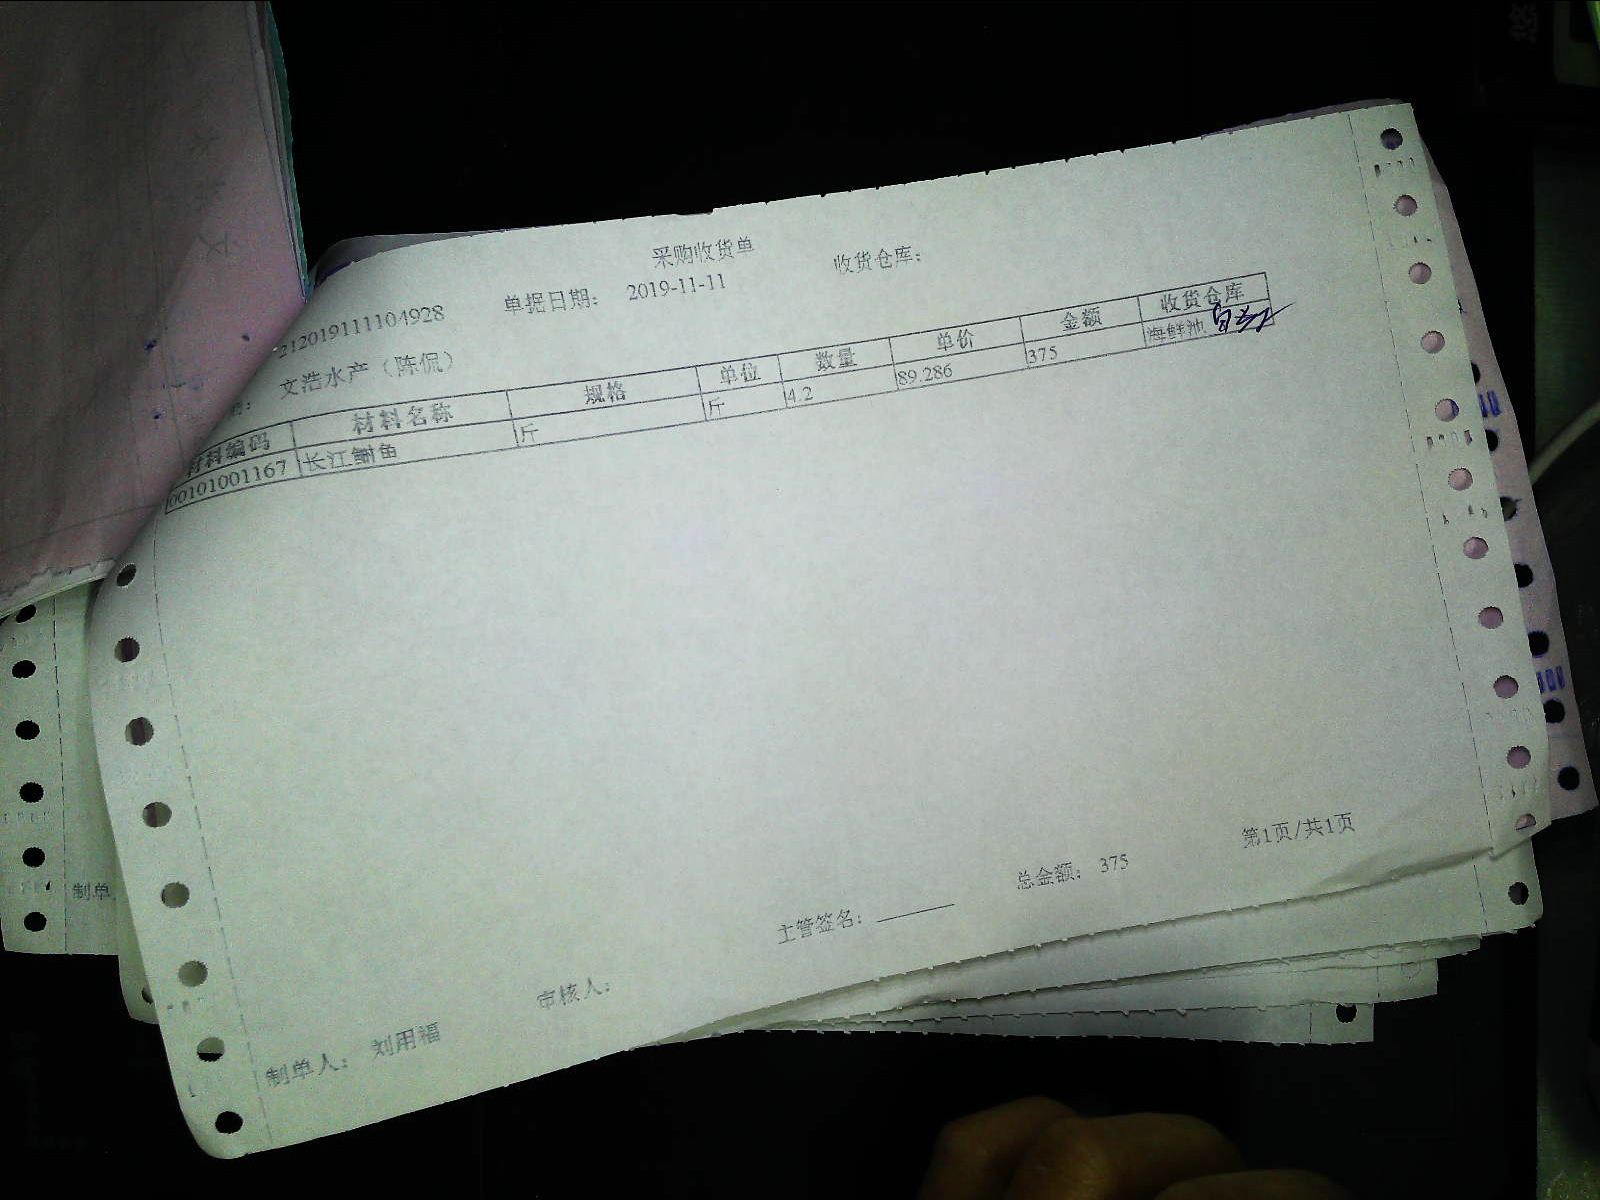 采购收货单
收货仓库：
212019111104928 单据日期： 2019-11-11
商： 文浩水产（陈侃）
材料编码 材料名称 规格 单位 数量 单价 金额 收货仓库
00101001167 长江鮰鱼 斤 斤 4.2 89.286 375 海鲜池
第1页/共1页
总金额： 375
主管签名：
审核人：
制单人： 刘用福
制单